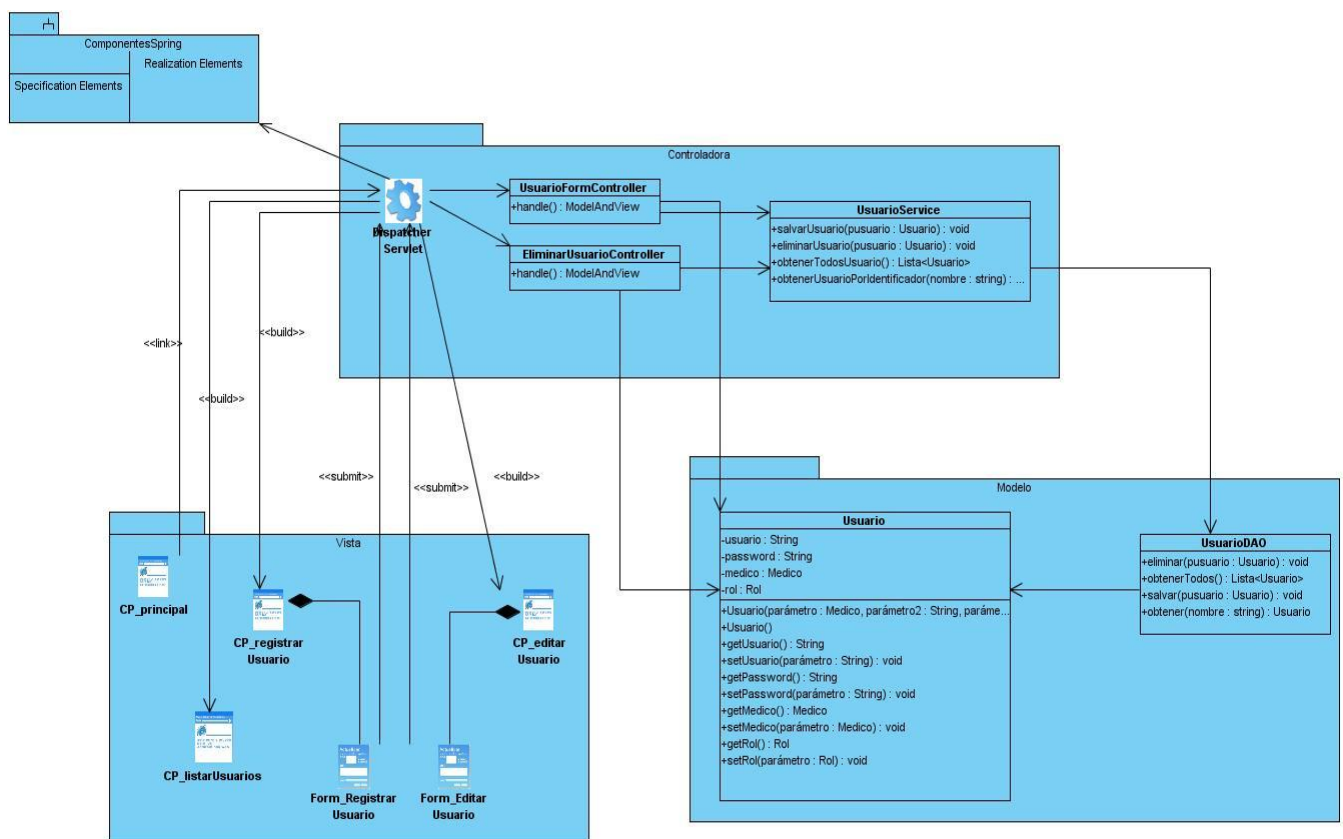 ComponentesSpring
Realization Elements
Specification Elements
Controladora
UsuarioFormController
+handle() : ModelAndView
EliminarUsuarioController
+handle() : ModelAndView
UsuarioService
+salvarUsuario(pusuario : Usuario) : void
+eliminarUsuario(pusuario : Usuario) : void
+obtenerTodosUsuario() : Lista<Usuario>
+obtenerUsuarioPorIdentificador(nombre : string) : ...
Dispatcher
Servlet
<<link>>
<<build>>
<<build>>
<<submit>>
<<submit>>
<<build>>
Vista
CP_principal
CP_registrar
Usuario
CP_editar
Usuario
CP_listarUsuarios
Form_Registrar
Usuario
Form_Editar
Usuario
Modelo
Usuario
-usuario : String
-password : String
-medico : Medico
-rol : Rol
+Usuario(parámetro : Medico, parámetro2 : String, paráme...
+Usuario()
+getUsuario() : String
+setUsuario(parámetro : String) : void
+getPassword() : String
+setPassword(parámetro : String) : void
+getMedico() : Medico
+setMedico(parámetro : Medico) : void
+getRol() : Rol
+setRol(parámetro : Rol) : void
UsuarioDAO
+eliminar(pusuario : Usuario) : void
+obtenerTodos() : Lista<Usuario>
+salvar(pusuario : Usuario) : void
+obtener(nombre : string) : Usuario